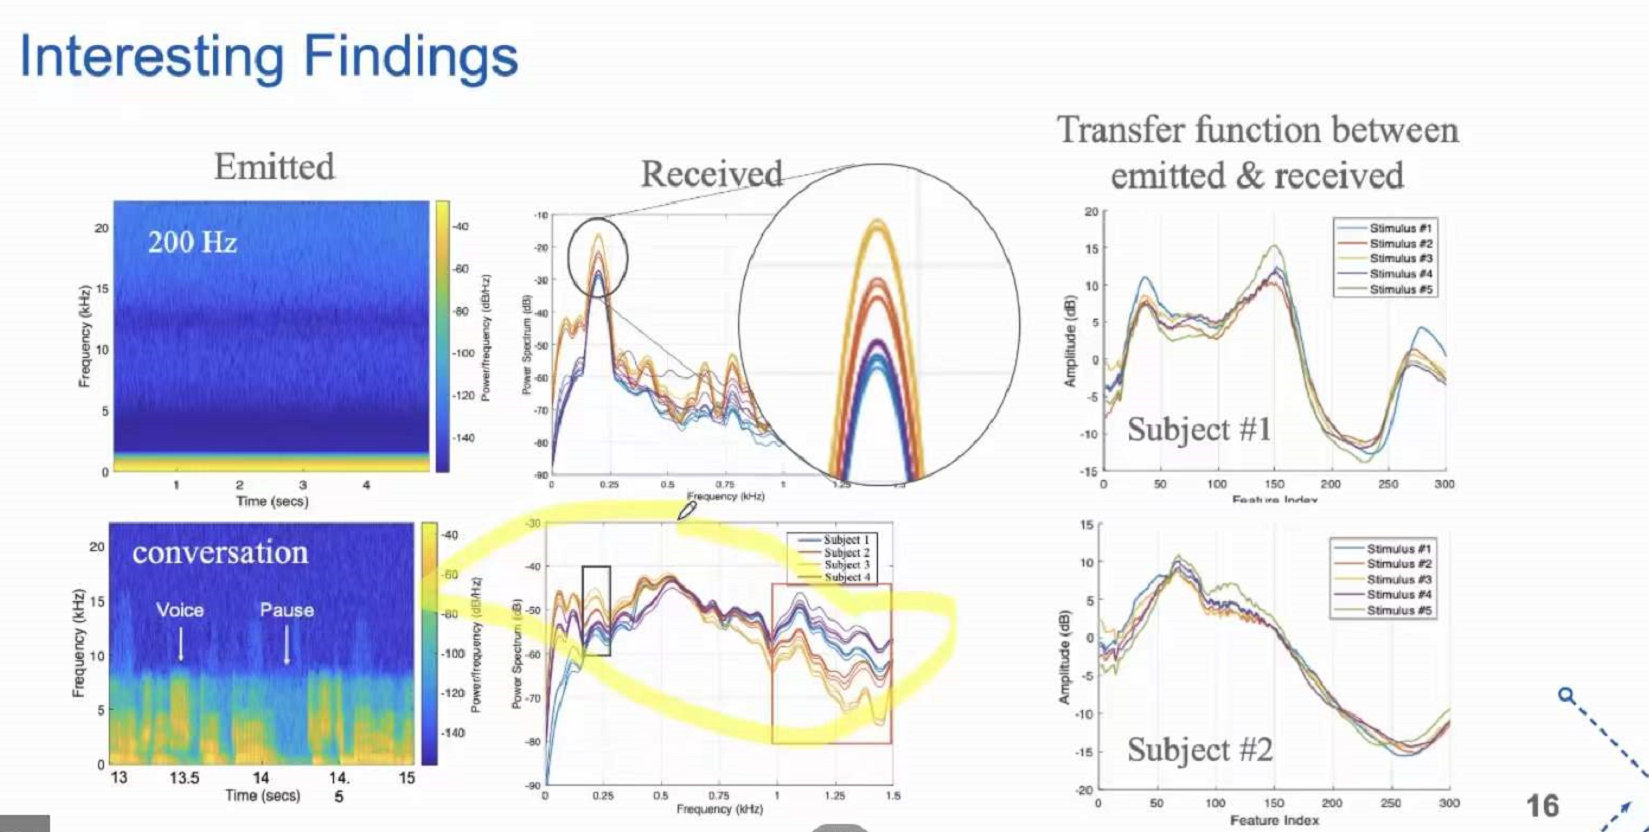 Interesting Findings
Emitted
Received
Transfer function between
emitted & received
200 Hz
Frequency (kHz)
20
15
10
5
0
1 2 3 4
Time (secs)
-40
-60
-80
-100
-120
-140
Power/frequency (dB/Hz)
Power Spectrum (dB)
-10
-20
-30
-40
-50
-60
-70
-80
-90
0 0.25 0.5 0.75 1 1.25
Frequency (kHz)
Amplitude (dB)
20
15
10
5
0
-5
-10
-15
0 50 100 150 200 250 300
Feature Index
Stimulus #1
Stimulus #2
Stimulus #3
Stimulus #4
Stimulus #5
Subject #1
conversation
Voice Pause
Frequency (kHz)
20
15
10
5
0
13 13.5 14 14. 15
5
Time (secs)
-40
-60
-80
-100
-120
-140
Power/frequency (dB/Hz)
Power Spectrum (dB)
-30
-40
-50
-60
-70
-80
-90
0 0.25 0.5 0.75 1 1.25 1.5
Frequency (kHz)
Subject 1
Subject 2
Subject 3
Subject 4
Amplitude (dB)
15
10
5
0
-5
-10
-15
-20
0 50 100 150 200 250 300
Feature Index
Stimulus #1
Stimulus #2
Stimulus #3
Stimulus #4
Stimulus #5
Subject #2
16